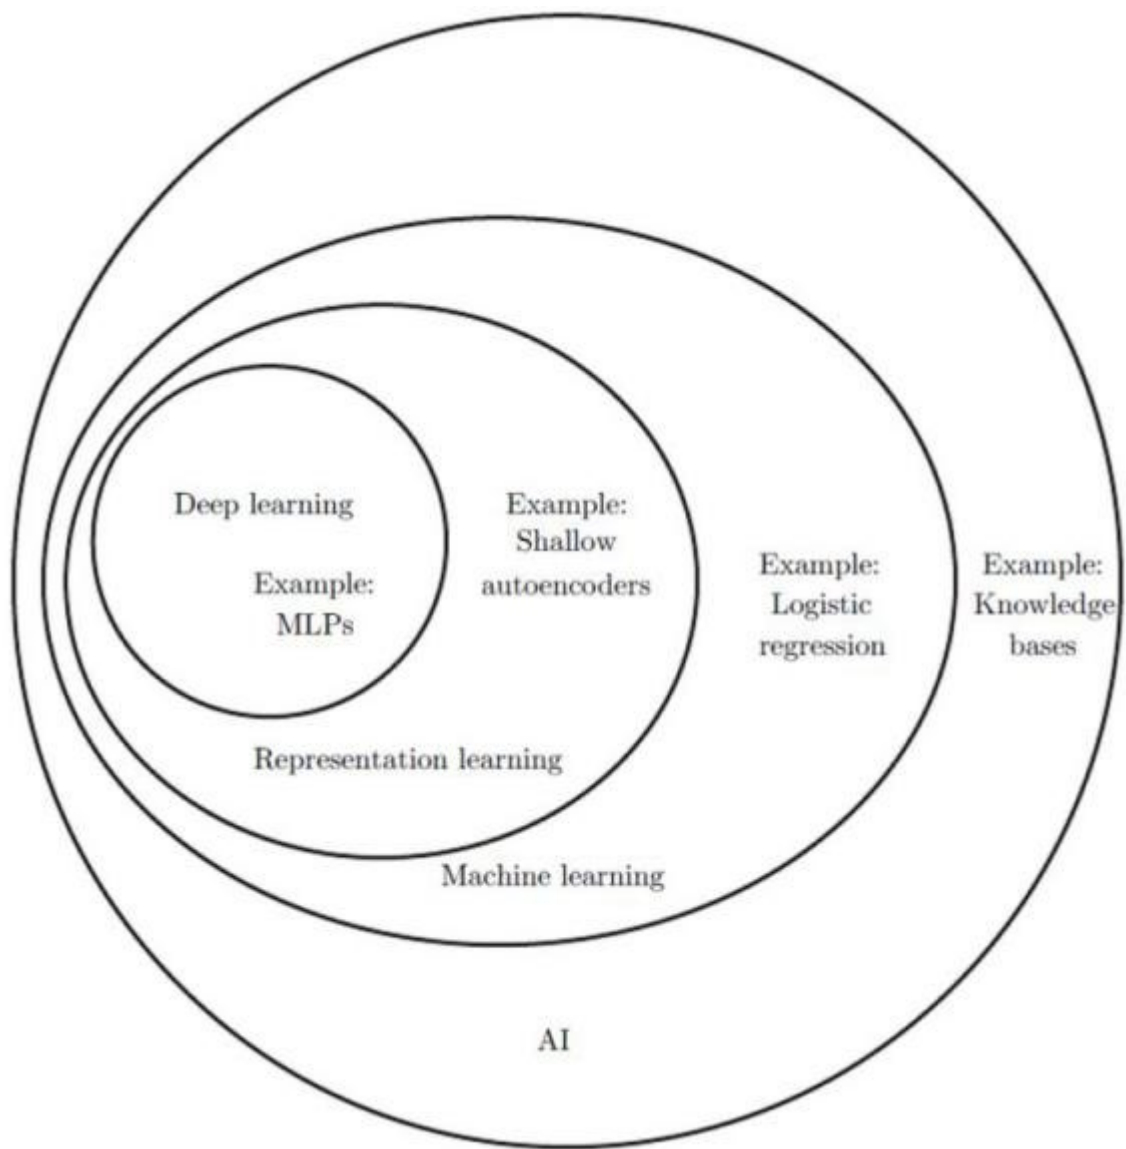 Deep learning
Example:
MLPs
Example:
Shallow
autoencoders
Example:
Logistic
regression
Example:
Knowledge
bases
Representation learning
Machine learning
AI